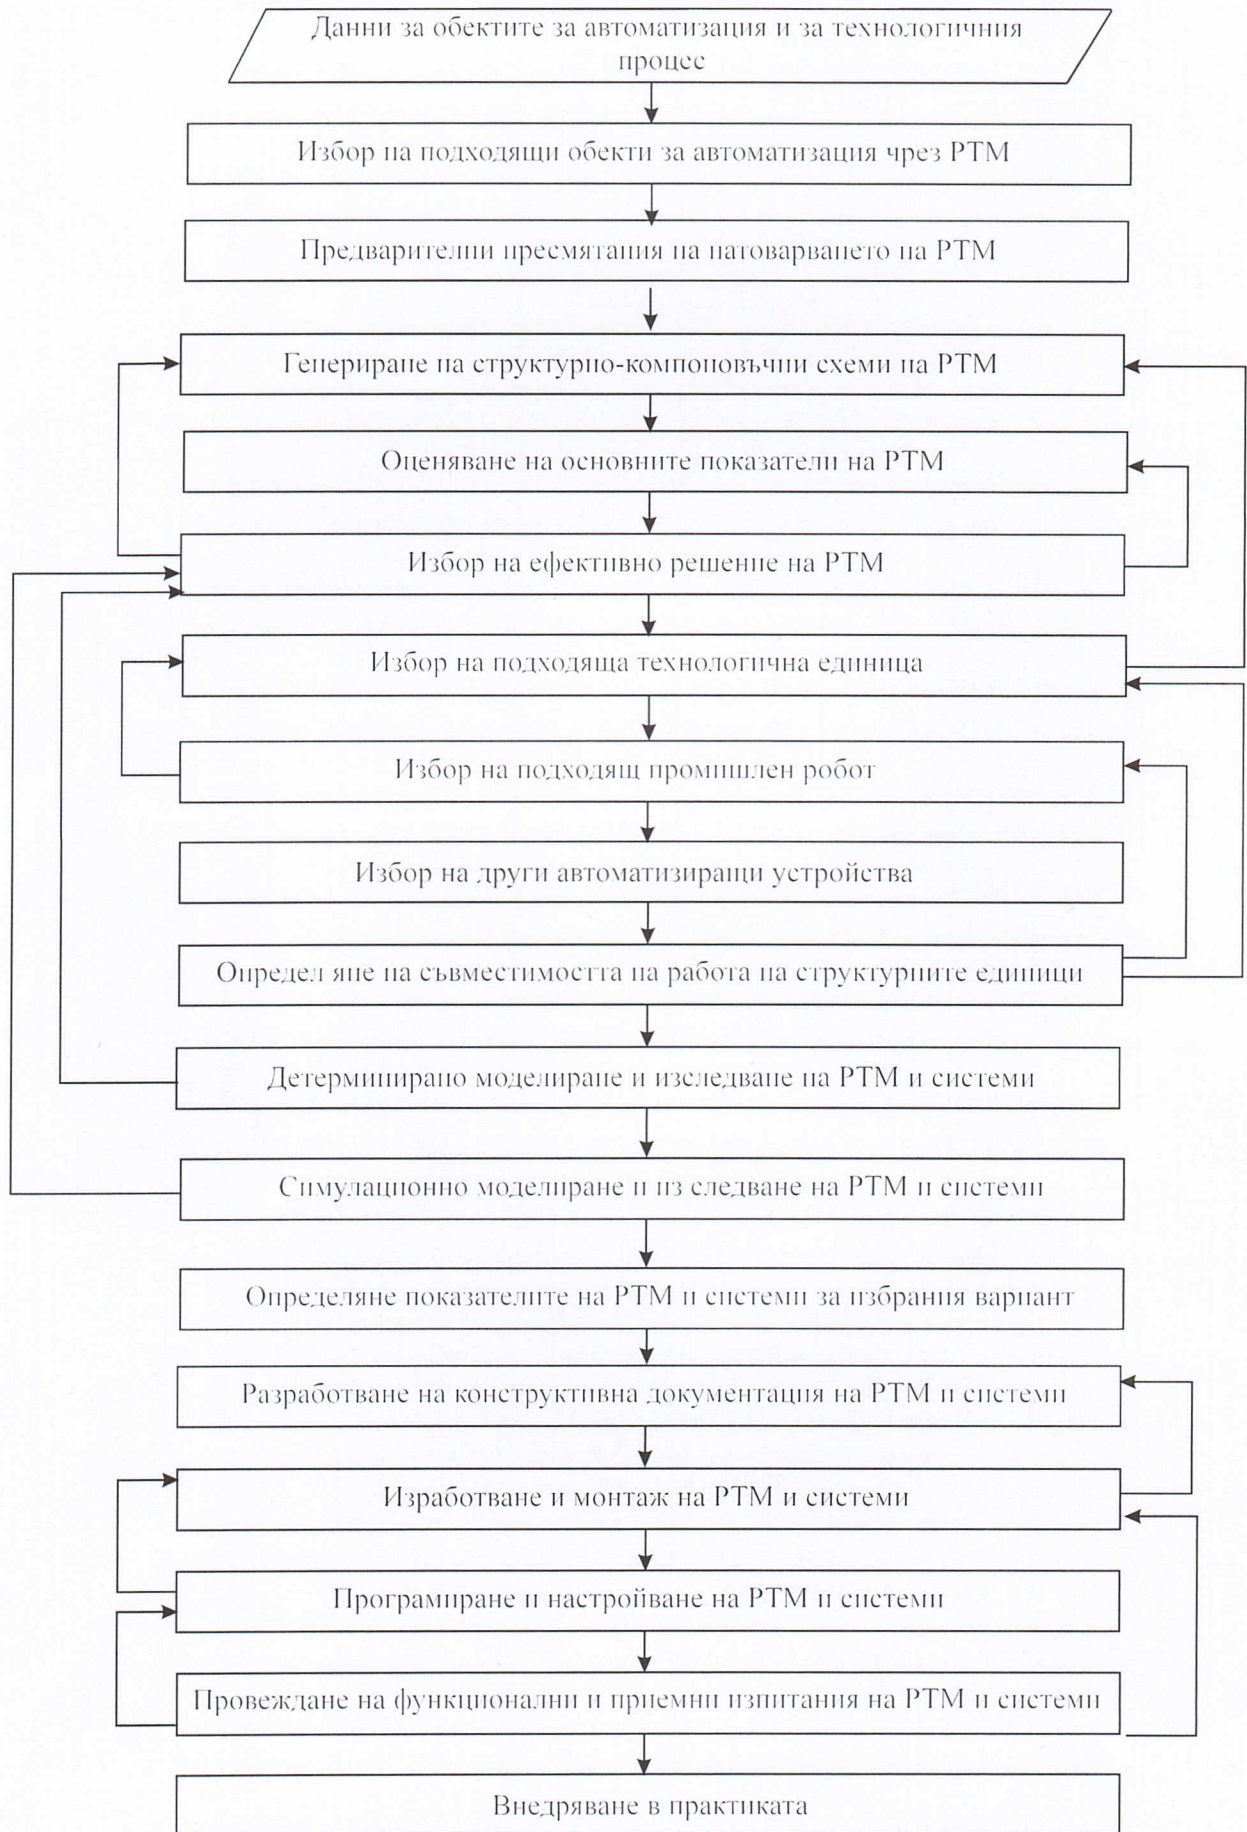 Данни за обектите за автоматизация и за технологичния
процес
Избор на подходящи обекти за автоматизация чрез РТМ
Предварителни пресмятания на натоварването на РТМ
Генериране на структурно-компоновъчни схеми на РТМ
Оценяване на основните показатели на РТМ
Избор на ефективно решение на РТМ
Избор на подходяща технологична единица
Избор на подходящ промишлен робот
Избор на други автоматизиращи устройства
Определ яне на съвместимостта на работа на структурните единици
Детерминирано моделиране и изследване на РТМ и системи
Симулационно моделиране и из следване на РТМ и системи
Определяне показателите на РТМ и системи за избрания вариант
Разработване на конструктивна документация на РТМ и системи
Изработване и монтаж на РТМ и системи
Програмиране и настройване на РТМ и системи
Провеждане на функционални и приемни изпитания на РТМ и системи
Внедряване в практиката